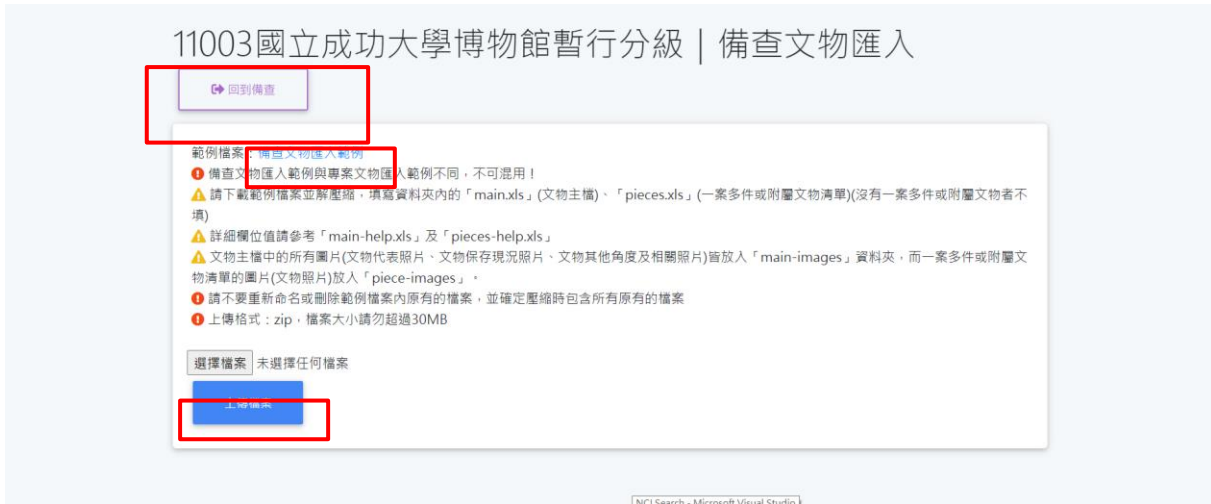 11003國立成功大學博物館暫行分級 | 備查文物匯入
回到備查
範例檔案：備查文物匯入範例
備查文物匯入範例與專案文物匯入範例不同，不可混用！
請下載範例檔案並解壓縮，填寫資料夾內的「main.xls」(文物主檔)、「pieces.xls」(一案多件或附屬文物清單)(沒有一案多件或附屬文物者不
填)
詳細欄位值請參考「main-help.xls」及「pieces-help.xls」
文物主檔中的所有圖片(文物代表照片、文物保存現況照片、文物其他角度及相關照片)皆放入「main-images」資料夾，而一案多件或附屬文
物清單的圖片(文物照片)放入「piece-images」。
請不要重新命名或刪除範例檔案內原有的檔案，並確定壓縮時包含所有原有的檔案
上傳格式：zip，檔案大小請勿超過30MB
選擇檔案 未選擇任何檔案
上傳檔案
NCLSearch - Microsoft Visual Studio